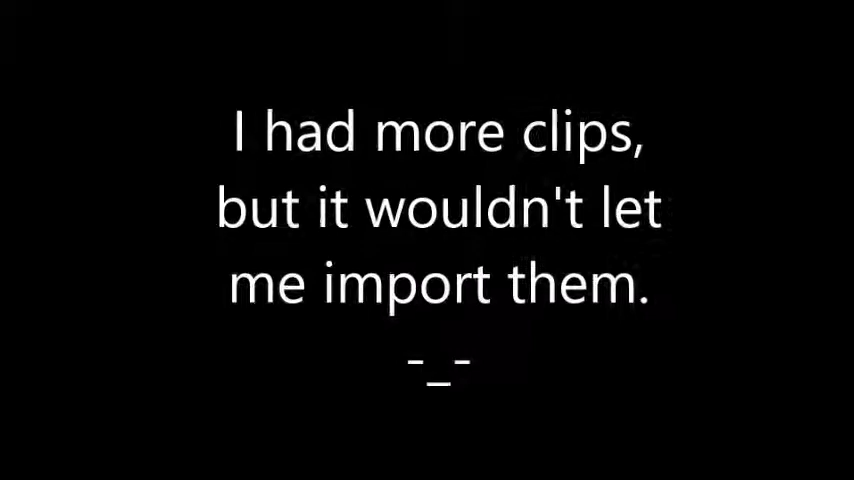 I had more clips,
but it wouldn't let
me import them.
-_-